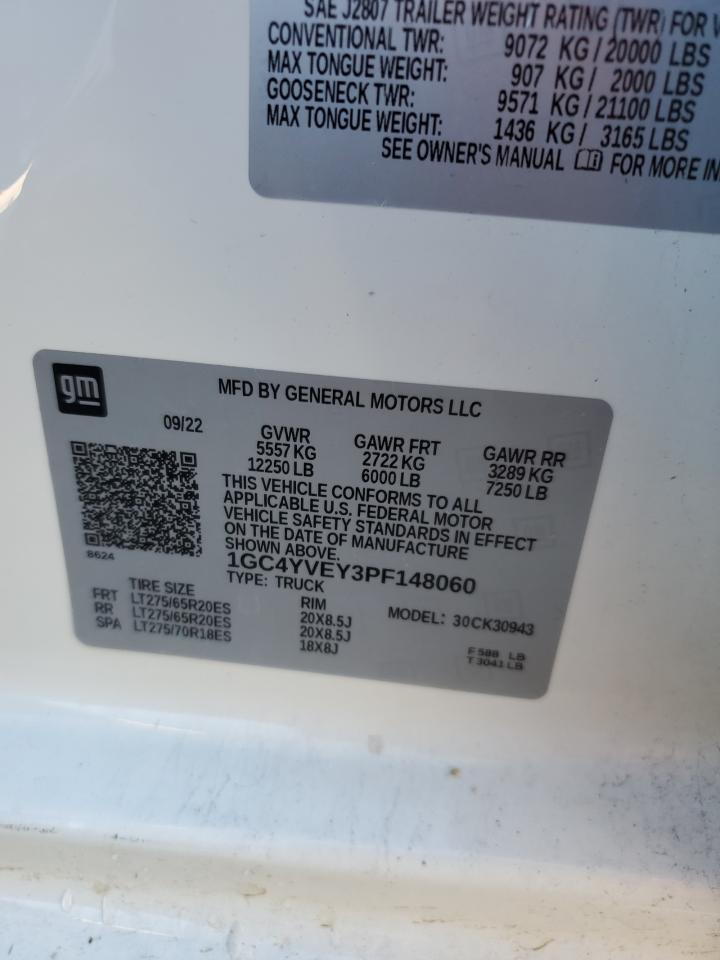 SAE J2807 TRAILER WEIGHT RATING (TWR) FOR
CONVENTIONAL TWR: 9072 KG / 20000 LBS
MAX TONGUE WEIGHT: 907 KG / 2000 LBS
GOOSENECK TWR: 9571 KG / 21100 LBS
MAX TONGUE WEIGHT: 1436 KG / 3165 LBS
SEE OWNER'S MANUAL FOR MORE IN
gm
MFD BY GENERAL MOTORS LLC
09/22 GVWR GAWR FRT GAWR RR
5557 KG 2722 KG 3289 KG
12250 LB 6000 LB 7250 LB
THIS VEHICLE CONFORMS TO ALL
APPLICABLE U.S. FEDERAL MOTOR
VEHICLE SAFETY STANDARDS IN EFFECT
ON THE DATE OF MANUFACTURE
SHOWN ABOVE.
8624
1GC4YVEY3PF148060
TYPE: TRUCK
TIRE SIZE RIM MODEL: 30CK30943
FRT LT275/65R20ES 20X8.5J
RR LT275/65R20ES 20X8.5J
SPA LT275/70R18ES 18X8J
F 588 LB
T 3041 LB